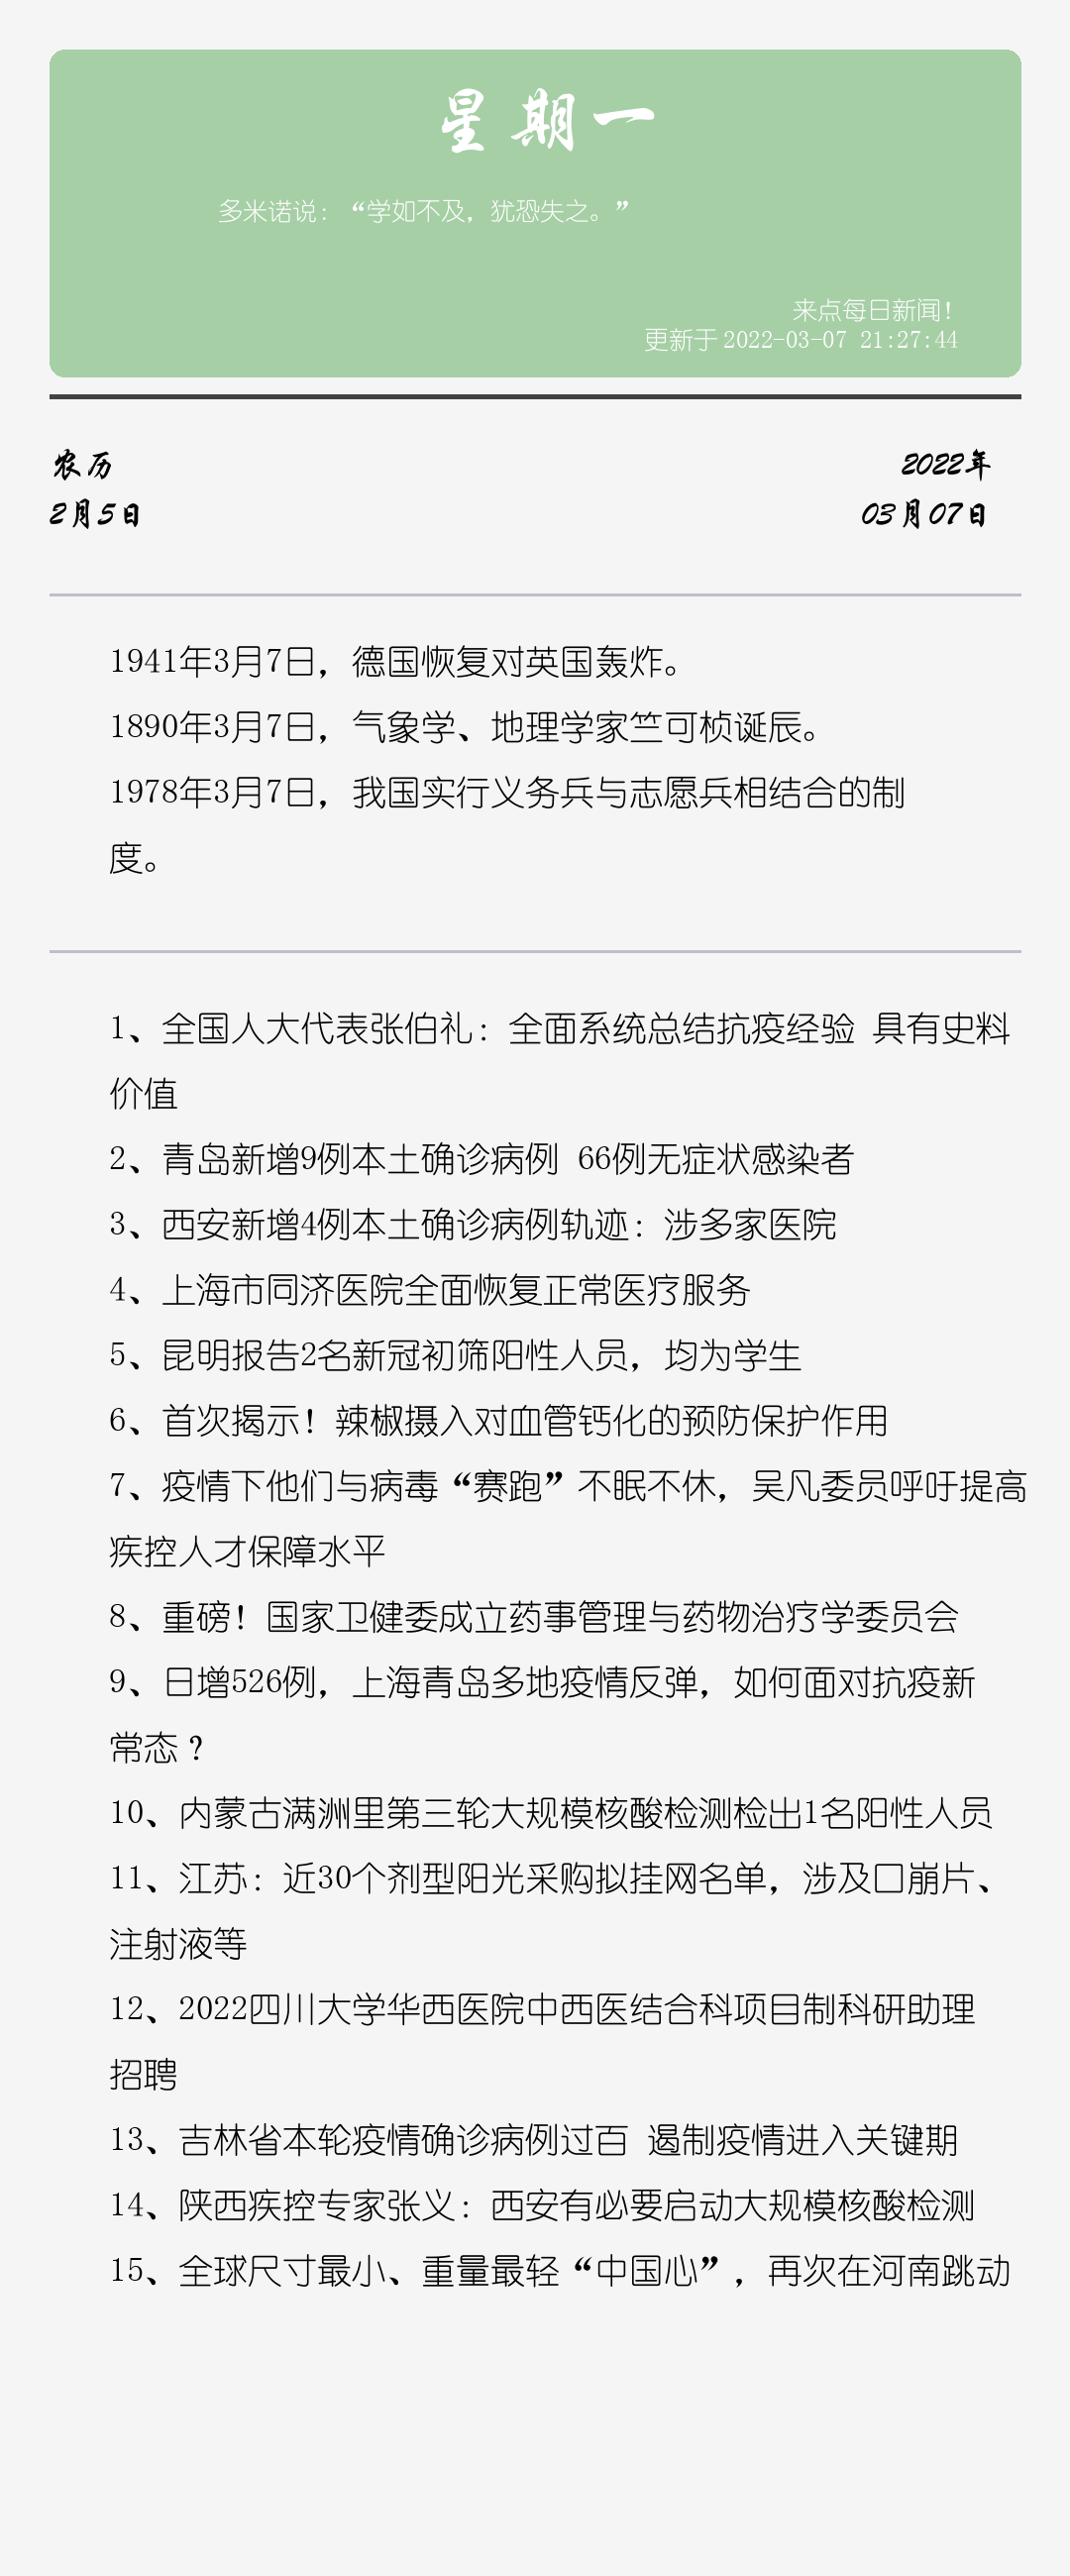 星期一
多米诺说：“学如不及，犹恐失之。”
来点每日新闻！
更新于 2022-03-07 21:27:44
农历
2月5日
2022年
03月07日
1941年3月7日，德国恢复对英国轰炸。
1890年3月7日，气象学、地理学家竺可桢诞辰。
1978年3月7日，我国实行义务兵与志愿兵相结合的制
度。
1、全国人大代表张伯礼：全面系统总结抗疫经验 具有史料
价值
2、青岛新增9例本土确诊病例 66例无症状感染者
3、西安新增4例本土确诊病例轨迹：涉多家医院
4、上海市同济医院全面恢复正常医疗服务
5、昆明报告2名新冠初筛阳性人员，均为学生
6、首次揭示！辣椒摄入对血管钙化的预防保护作用
7、疫情下他们与病毒“赛跑”不眠不休，吴凡委员呼吁提高
疾控人才保障水平
8、重磅！国家卫健委成立药事管理与药物治疗学委员会
9、日增526例，上海青岛多地疫情反弹，如何面对抗疫新
常态？
10、内蒙古满洲里第三轮大规模核酸检测检出1名阳性人员
11、江苏：近30个剂型阳光采购拟挂网名单，涉及口崩片、
注射液等
12、2022四川大学华西医院中西医结合科项目制科研助理
招聘
13、吉林省本轮疫情确诊病例过百 遏制疫情进入关键期
14、陕西疾控专家张义：西安有必要启动大规模核酸检测
15、全球尺寸最小、重量最轻“中国心”，再次在河南跳动